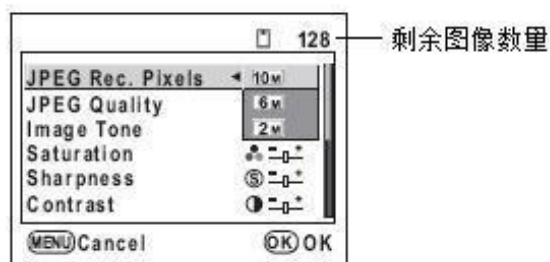 128 剩余图像数量
JPEG Rec. Pixels 10M
JPEG Quality 6M
Image Tone 2M
Saturation
Sharpness S
Contrast
MENU Cancel OK OK